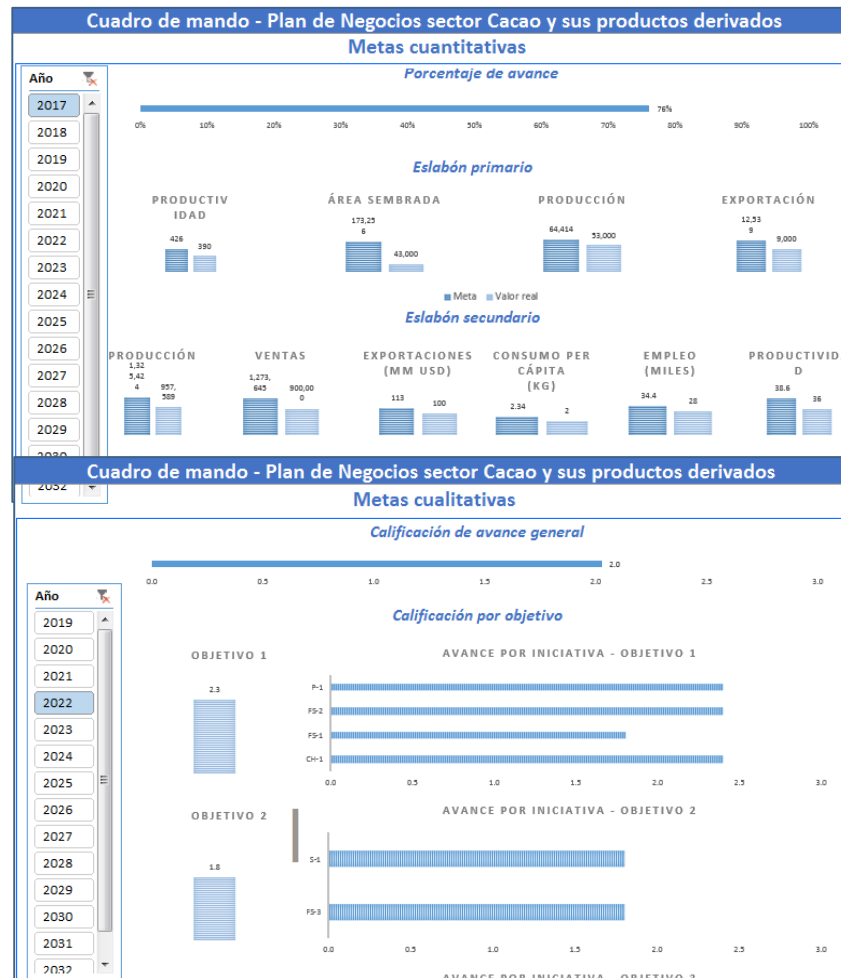 Cuadro de mando - Plan de Negocios sector Cacao y sus productos derivados
Metas cuantitativas
Porcentaje de avance
Año
2017
2018
2019
2020
2021
2022
2023
2024
2025
2026
2027
2028
2029
2032
76%
0% 10% 20% 30% 40% 50% 60% 70% 80% 90% 100%
Eslabón primario
PRODUCTIV
IDAD
426 390
ÁREA SEMBRADA
173,25
6
43,000
PRODUCCIÓN
64,414 53,000
EXPORTACIÓN
12,53
9
9,000
Meta Valor real
Eslabón secundario
PRODUCCIÓN
1,32
5,42
4
957,
589
VENTAS
1,273,
645
900,00
0
EXPORTACIONES
(MM USD)
113 100
CONSUMO PER
CÁPITA
(KG)
2.34 2
EMPLEO
(MILES)
34.4 28
PRODUCTIVIDA
D
38.6 36
Cuadro de mando - Plan de Negocios sector Cacao y sus productos derivados
Metas cualitativas
Calificación de avance general
2.0
0.0 0.5 1.0 1.5 2.0 2.5 3.0
Año
2019
2020
2021
2022
2023
2024
2025
2026
2027
2028
2029
2030
2031
2032
Calificación por objetivo
OBJETIVO 1
2.3
AVANCE POR INICIATIVA - OBJETIVO 1
P-1
FS-2
FS-1
CH-1
0.0 0.5 1.0 1.5 2.0 2.5 3.0
OBJETIVO 2
1.8
AVANCE POR INICIATIVA - OBJETIVO 2
S-1
FS-3
0.0 0.5 1.0 1.5 2.0 2.5 3.0
AVANCE POR INICIATIVA - OBJETIVO